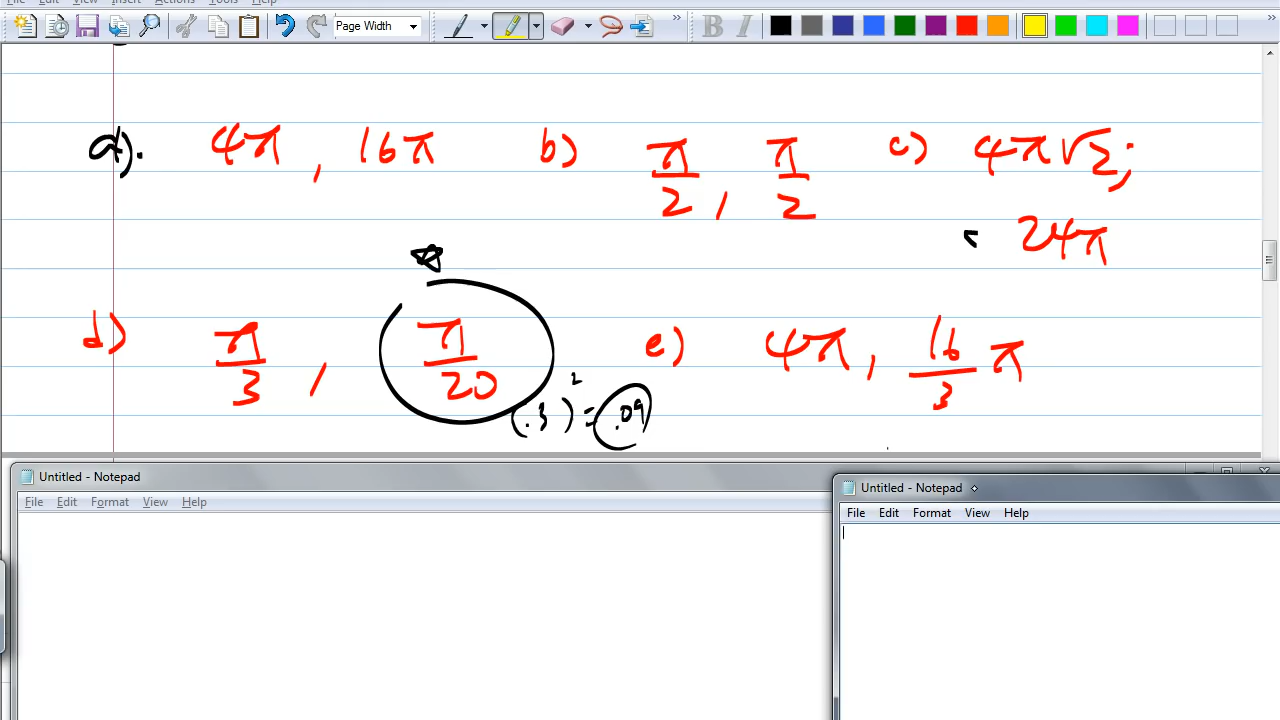 File Edit View Insert Actions Tools Help
Page Width B I »
a). 4π , 16π b) π/2 , π/2 c) 4π√2;
24π
d) π/3 , π/20 e) 4π, 16/3 π
(.3)² = .09
Untitled - Notepad
File Edit Format View Help
Untitled - Notepad
File Edit Format View Help